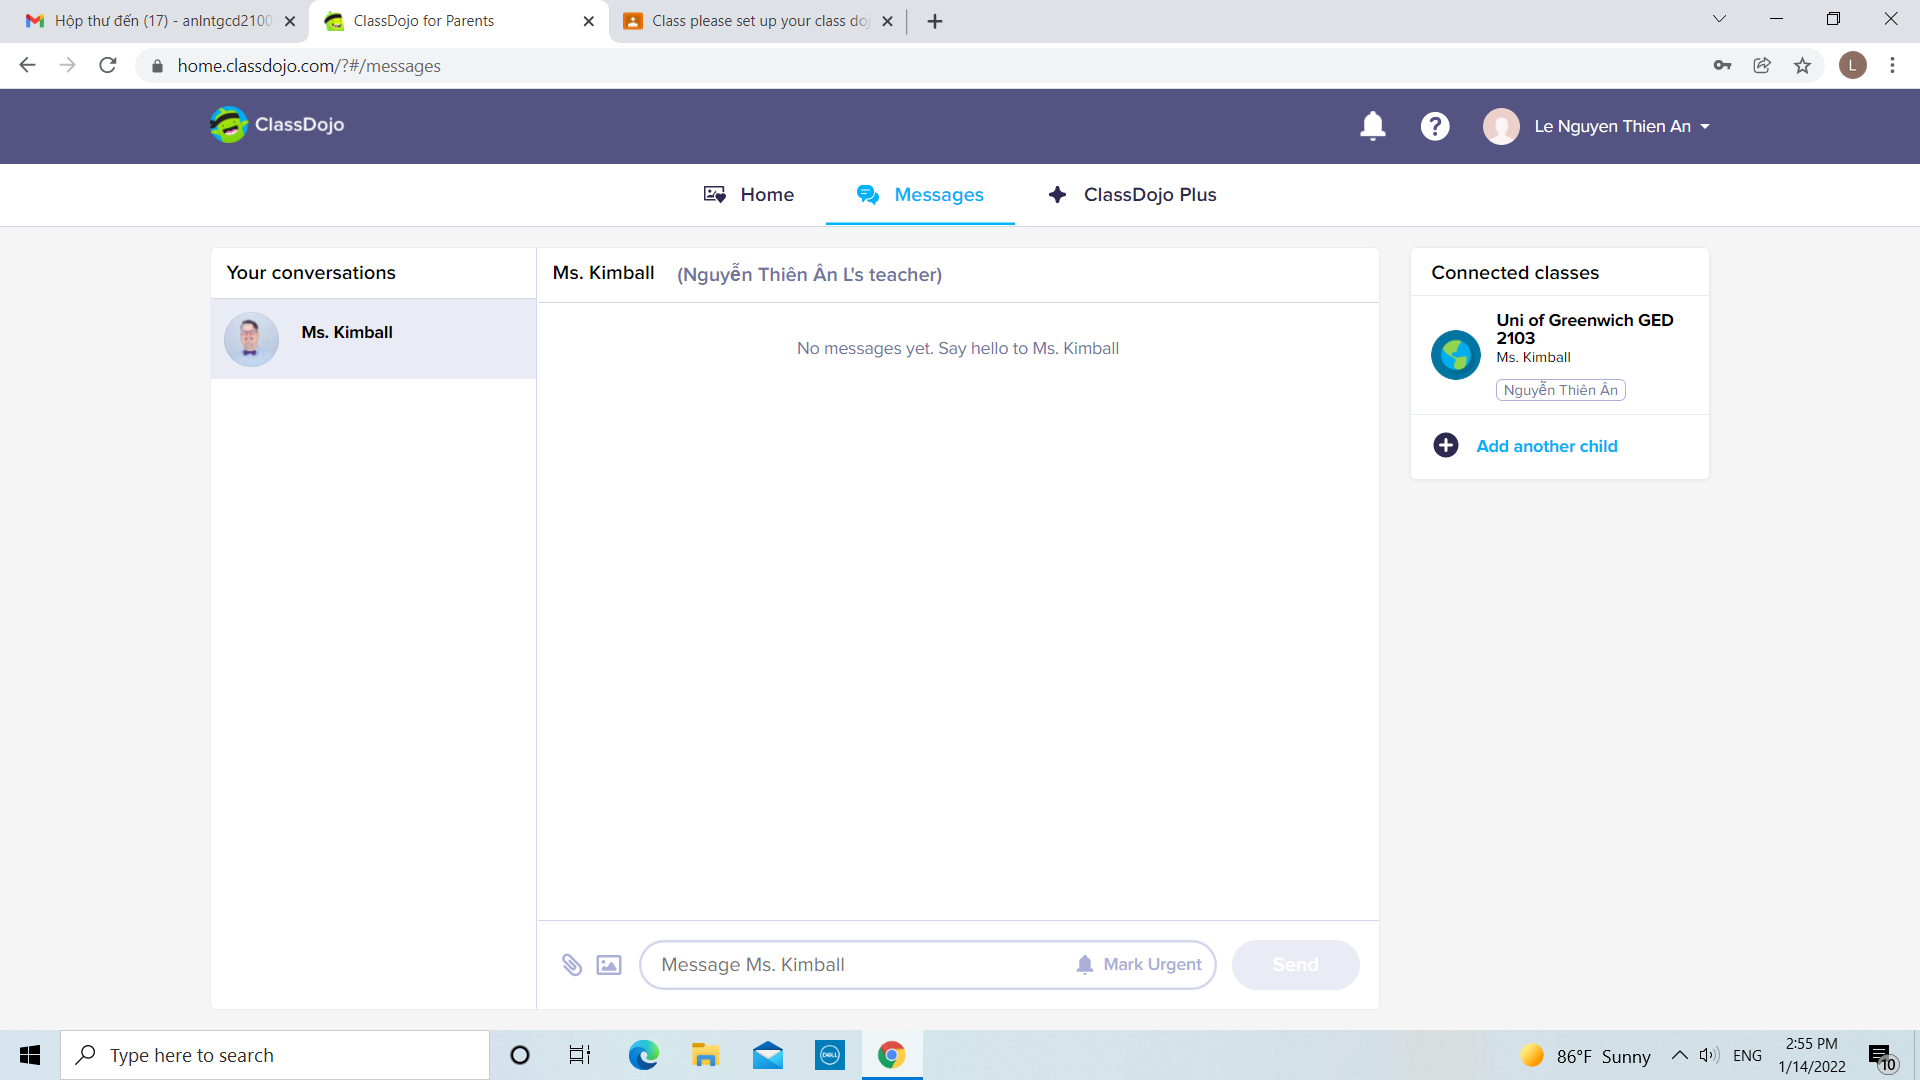 Hộp thư đến (17) - anlntgcd2100
ClassDojo for Parents
Class please set up your class doj
home.classdojo.com/?#/messages
L
ClassDojo
?
Le Nguyen Thien An
Home
Messages
ClassDojo Plus
Your conversations
Ms. Kimball
Ms. Kimball (Nguyễn Thiên Ân L's teacher)
No messages yet. Say hello to Ms. Kimball
Message Ms. Kimball
Mark Urgent
Send
Connected classes
Uni of Greenwich GED
2103
Ms. Kimball
Nguyễn Thiên Ân
Add another child
Type here to search
DELL
86°F Sunny
ENG
2:55 PM
1/14/2022
10